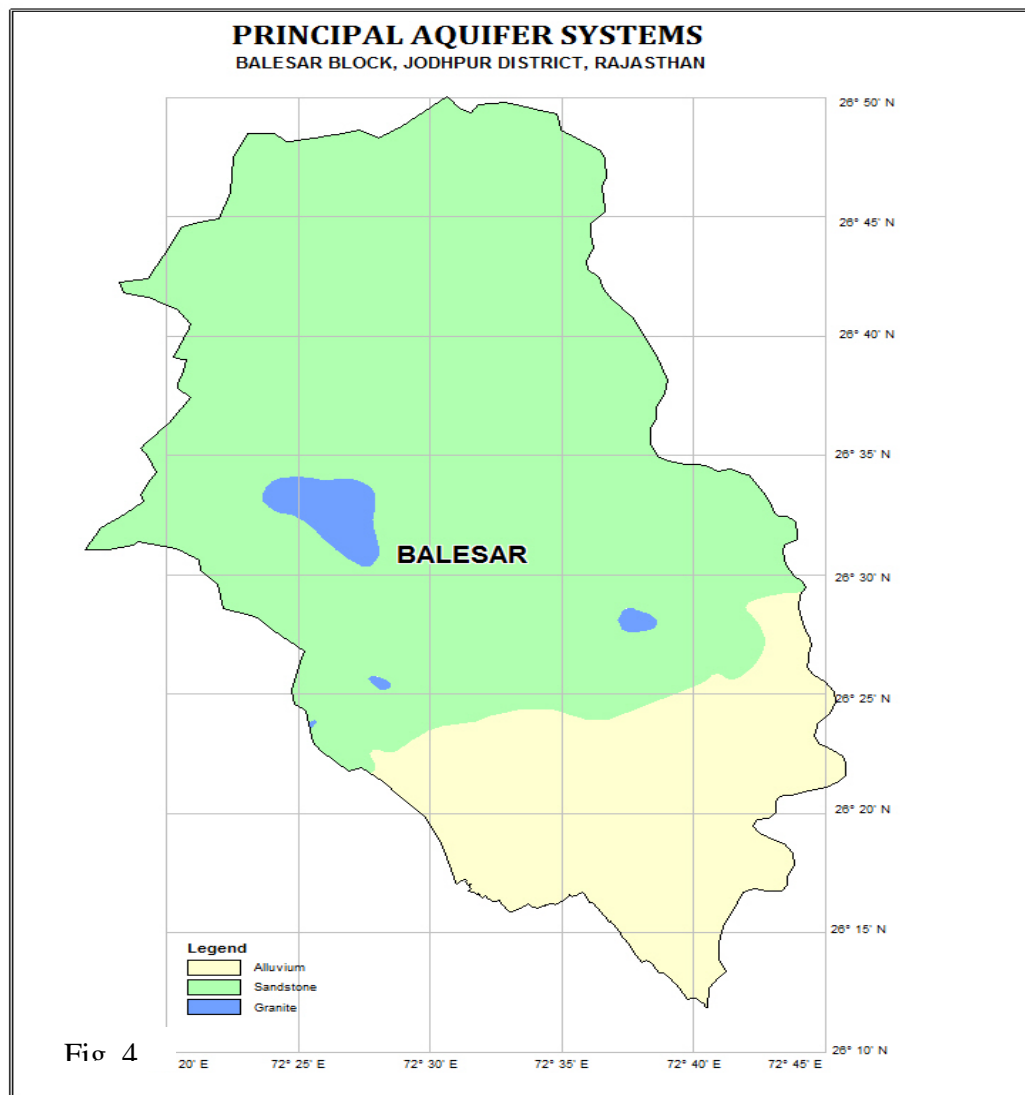 PRINCIPAL AQUIFER SYSTEMS
BALESAR BLOCK, JODHPUR DISTRICT, RAJASTHAN
26° 50' N
26° 45' N
26° 40' N
26° 35' N
BALESAR
26° 30' N
26° 25' N
26° 20' N
26° 15' N
Legend
Alluvium
Sandstone
Granite
Fig. 4
26° 10' N
20' E 72° 25' E 72° 30' E 72° 35' E 72° 40' E 72° 45' E